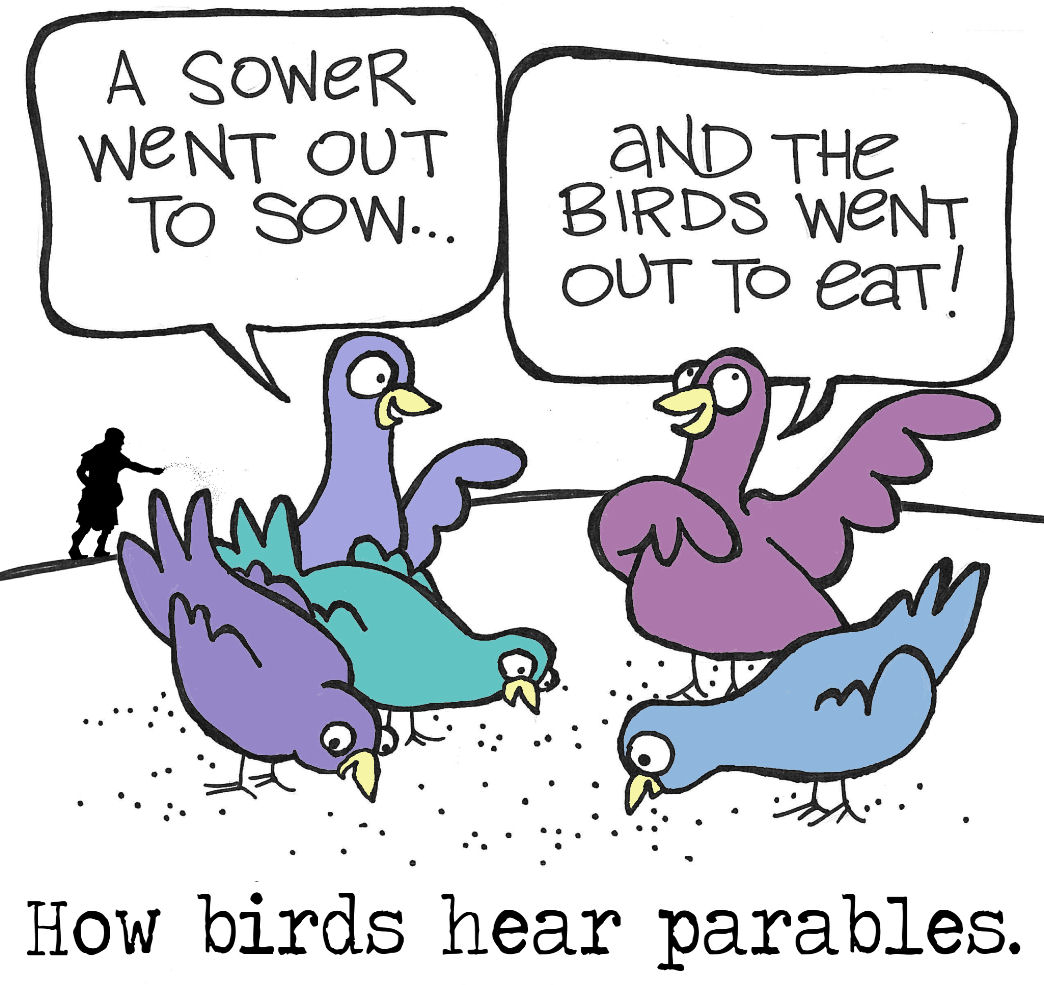 A SOWER
WENT OUT
TO SOW...
AND THE
BIRDS WENT
OUT TO EAT!
How birds hear parables.